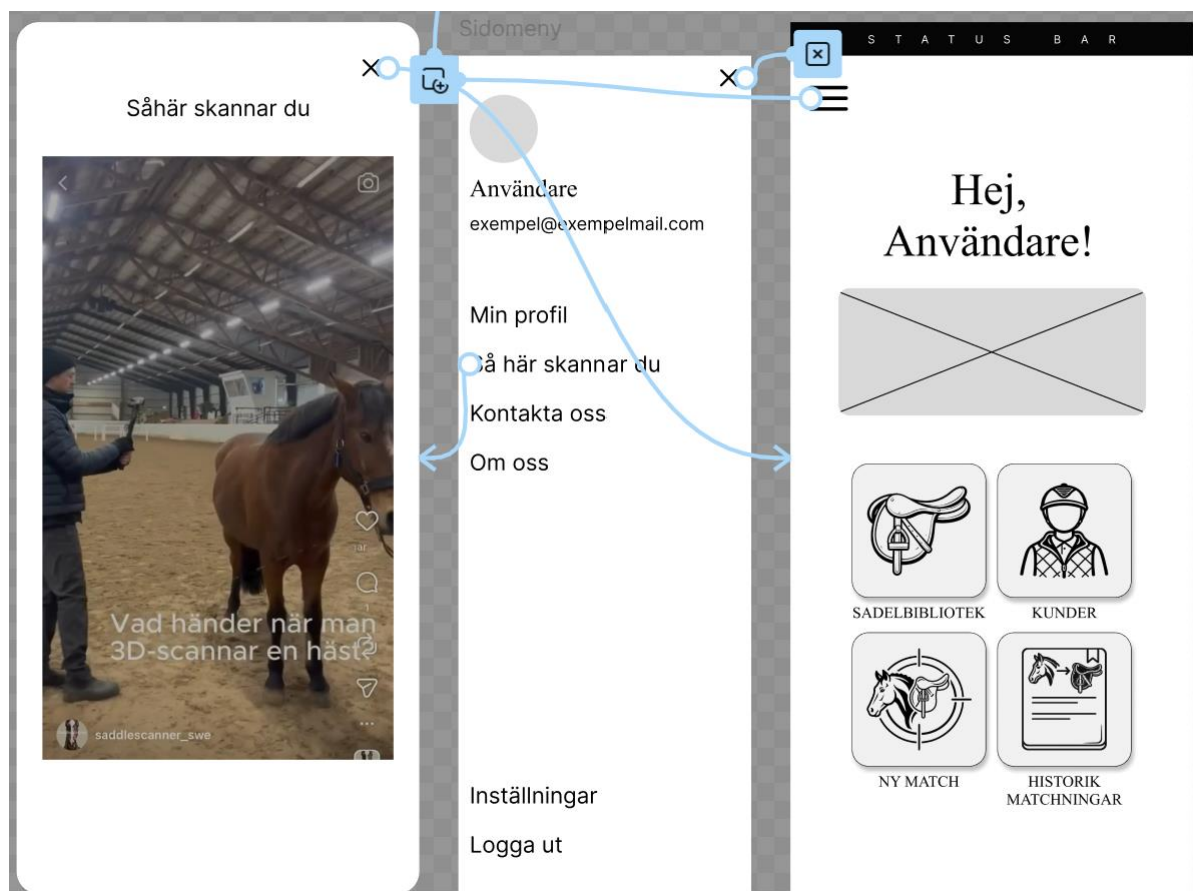 Såhär skannar du
Vad händer när man
3D-scannar en häst?
saddlescanner_swe
Sidomeny
Användare
exempel@exempelmail.com
Min profil
Så här skannar du
Kontakta oss
Om oss
Inställningar
Logga ut
STATUS BAR
Hej,
Användare!
SADELBIBLIOTEK
KUNDER
NY MATCH
HISTORIK
MATCHNINGAR